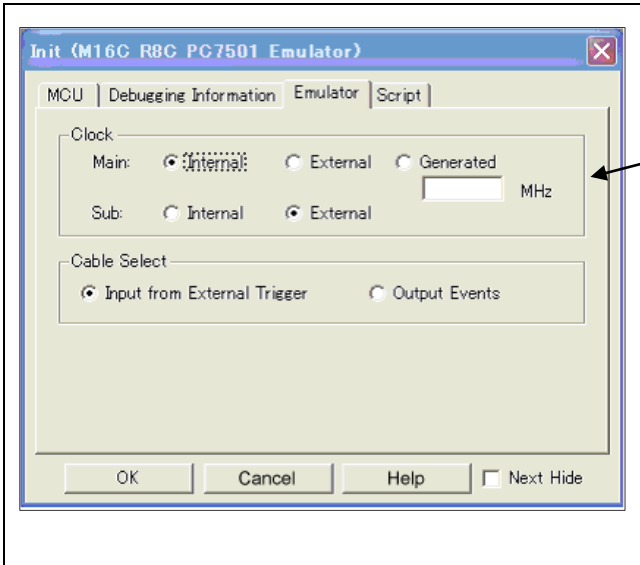 Init (M16C R8C PC7501 Emulator)
MCU Debugging Information Emulator Script
Clock
Main: Internal External Generated
MHz
Sub: Internal External
Cable Select
Input from External Trigger Output Events
OK Cancel Help Next Hide